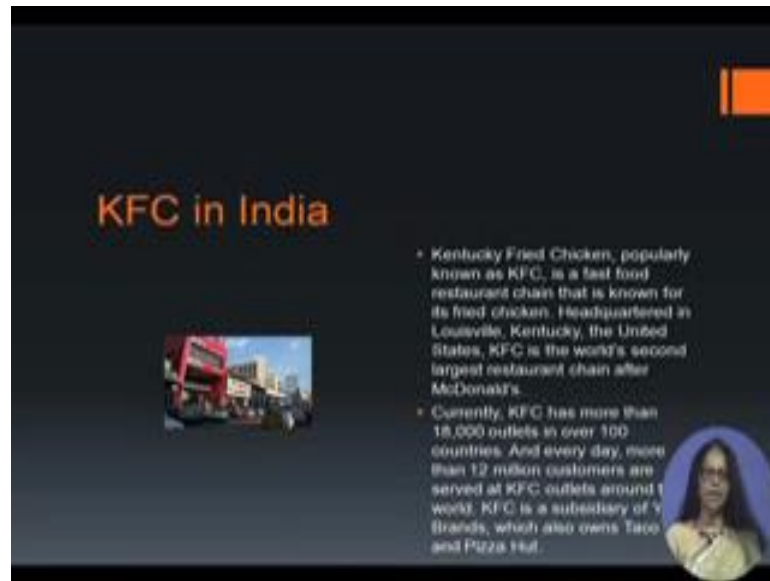 KFC in India
Kentucky Fried Chicken, popularly
known as KFC, is a fast food
restaurant chain that is known for
its fried chicken. Headquartered in
Louisville, Kentucky, the United
States, KFC is the world's second
largest restaurant chain after
McDonald's.
Currently, KFC has more than
18,000 outlets in over 100
countries. And every day, more
than 12 million customers are
served at KFC outlets around
world. KFC is a subsidiary of
Brands, which also owns Taco
and Pizza Hut.